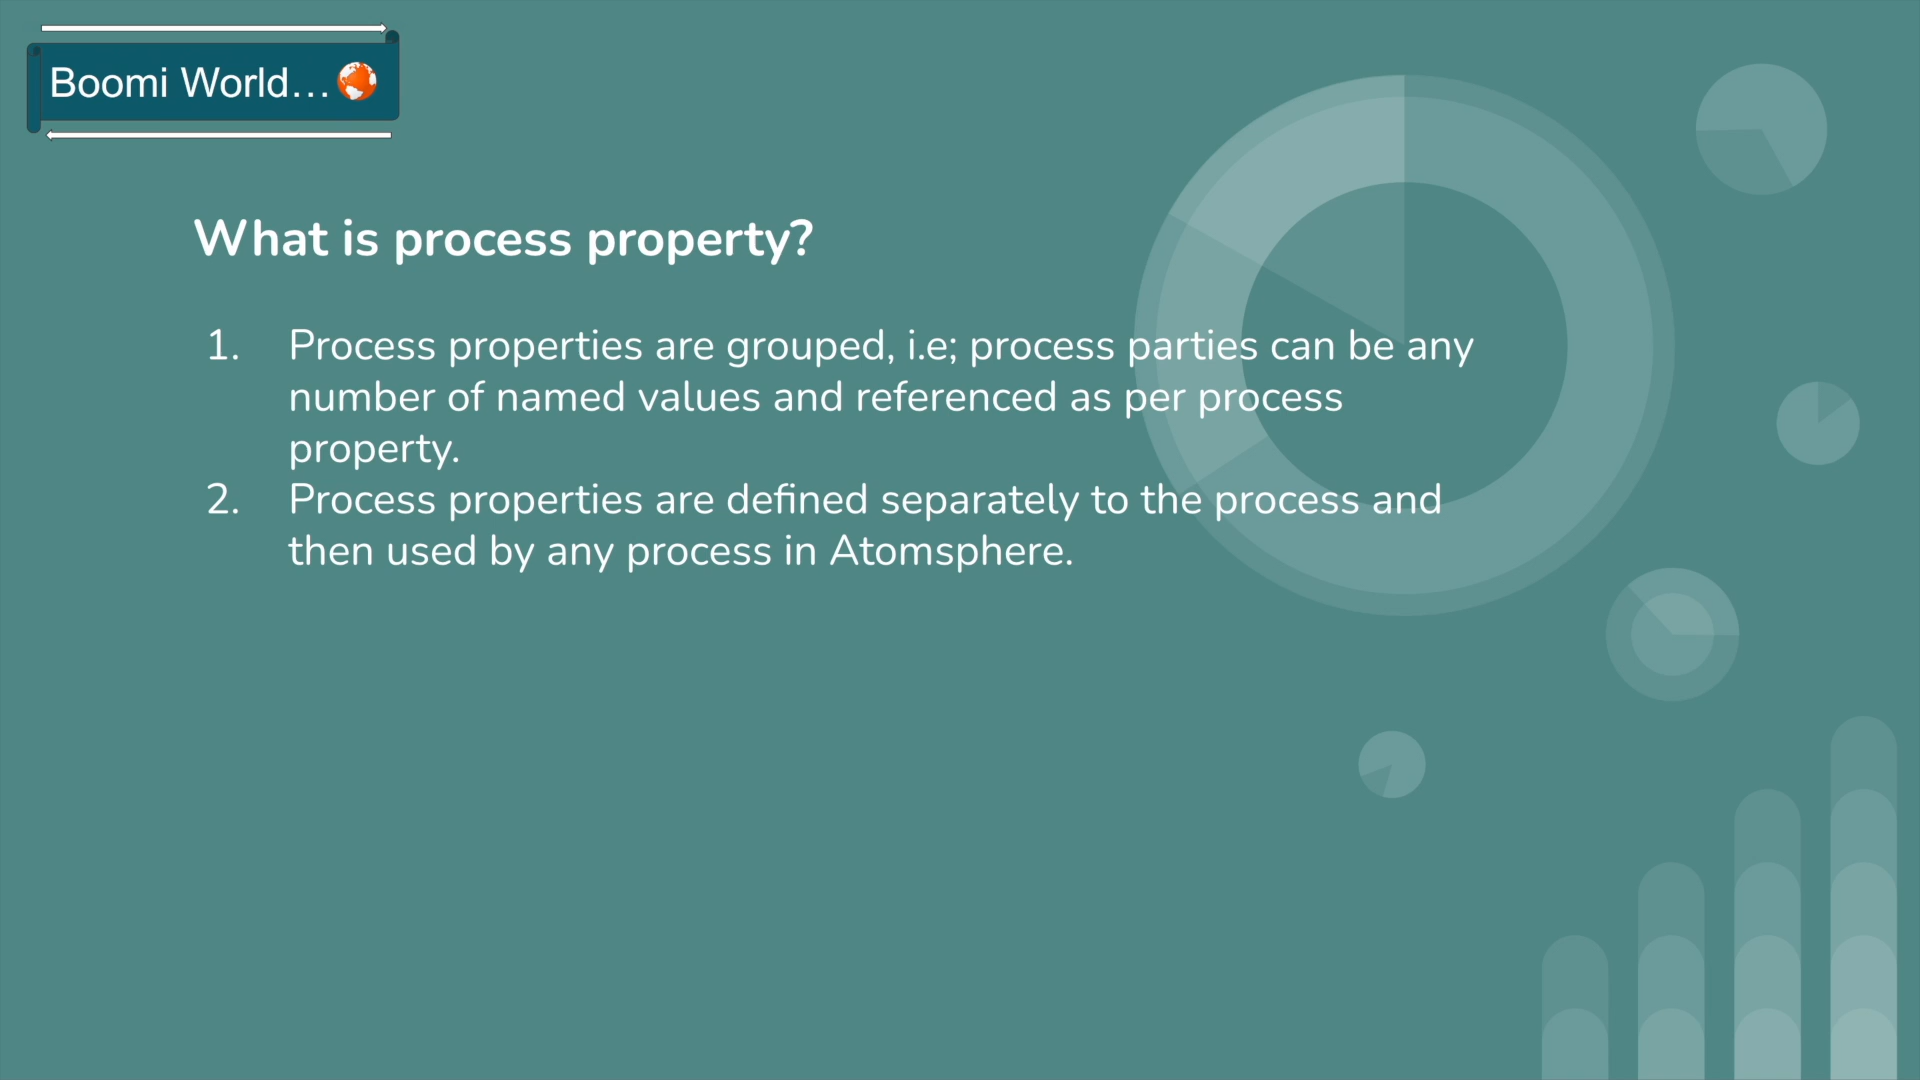 Boomi World...
What is process property?
1. Process properties are grouped, i.e; process parties can be any
number of named values and referenced as per process
property.
2. Process properties are defined separately to the process and
then used by any process in Atomsphere.